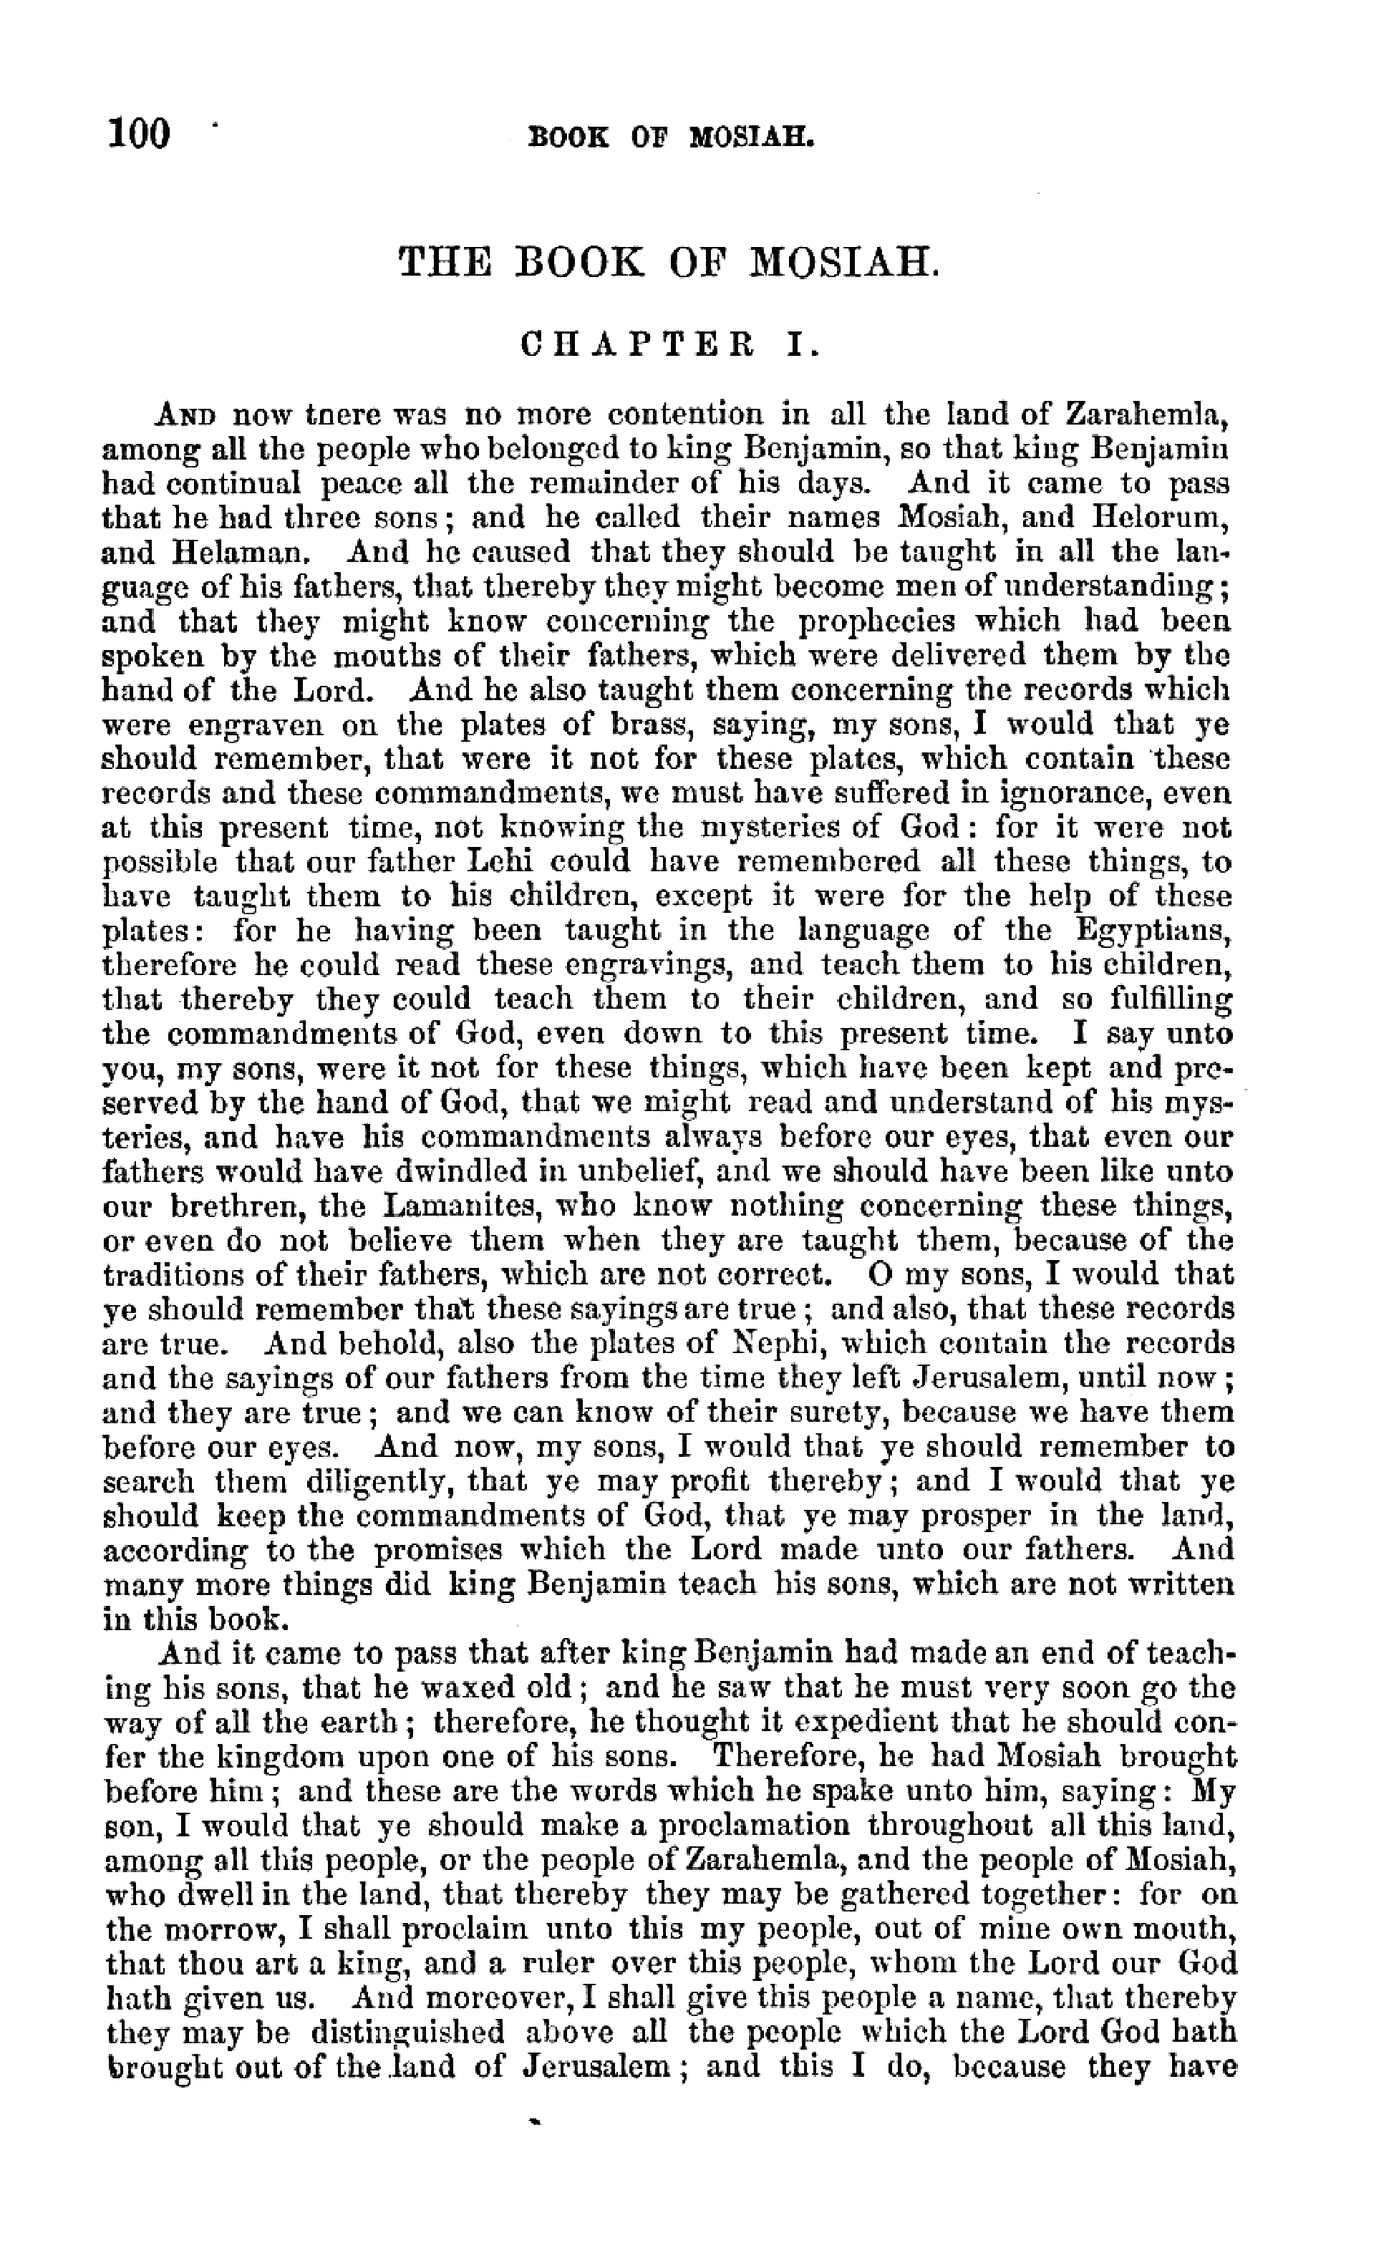 100 BOOK OF MOSIAH.
THE BOOK OF MOSIAH.
CHAPTER I.
AND now tnere was no more contention in all the land of Zarahemla,
among all the people who belonged to king Benjamin, so that king Benjamin
had continual peace all the remainder of his days. And it came to pass
that he had three sons; and he called their names Mosiah, and Helorum,
and Helaman. And he caused that they should be taught in all the lan-
guage of his fathers, that thereby they might become men of understanding;
and that they might know concerning the prophecies which had been
spoken by the mouths of their fathers, which were delivered them by the
hand of the Lord. And he also taught them concerning the records which
were engraven on the plates of brass, saying, my sons, I would that ye
should remember, that were it not for these plates, which contain these
records and these commandments, we must have suffered in ignorance, even
at this present time, not knowing the mysteries of God: for it were not
possible that our father Lehi could have remembered all these things, to
have taught them to his children, except it were for the help of these
plates: for he having been taught in the language of the Egyptians,
therefore he could read these engravings, and teach them to his children,
that thereby they could teach them to their children, and so fulfilling
the commandments of God, even down to this present time. I say unto
you, my sons, were it not for these things, which have been kept and pre-
served by the hand of God, that we might read and understand of his mys-
teries, and have his commandments always before our eyes, that even our
fathers would have dwindled in unbelief, and we should have been like unto
our brethren, the Lamanites, who know nothing concerning these things,
or even do not believe them when they are taught them, because of the
traditions of their fathers, which are not correct. O my sons, I would that
ye should remember that these sayings are true; and also, that these records
are true. And behold, also the plates of Nephi, which contain the records
and the sayings of our fathers from the time they left Jerusalem, until now;
and they are true; and we can know of their surety, because we have them
before our eyes. And now, my sons, I would that ye should remember to
search them diligently, that ye may profit thereby; and I would that ye
should keep the commandments of God, that ye may prosper in the land,
according to the promises which the Lord made unto our fathers. And
many more things did king Benjamin teach his sons, which are not written
in this book.
And it came to pass that after king Benjamin had made an end of teach-
ing his sons, that he waxed old; and he saw that he must very soon go the
way of all the earth; therefore, he thought it expedient that he should con-
fer the kingdom upon one of his sons. Therefore, he had Mosiah brought
before him; and these are the words which he spake unto him, saying: My
son, I would that ye should make a proclamation throughout all this land,
among all this people, or the people of Zarahemla, and the people of Mosiah,
who dwell in the land, that thereby they may be gathered together: for on
the morrow, I shall proclaim unto this my people, out of mine own mouth,
that thou art a king, and a ruler over this people, whom the Lord our God
hath given us. And moreover, I shall give this people a name, that thereby
they may be distinguished above all the people which the Lord God hath
brought out of the land of Jerusalem; and this I do, because they have